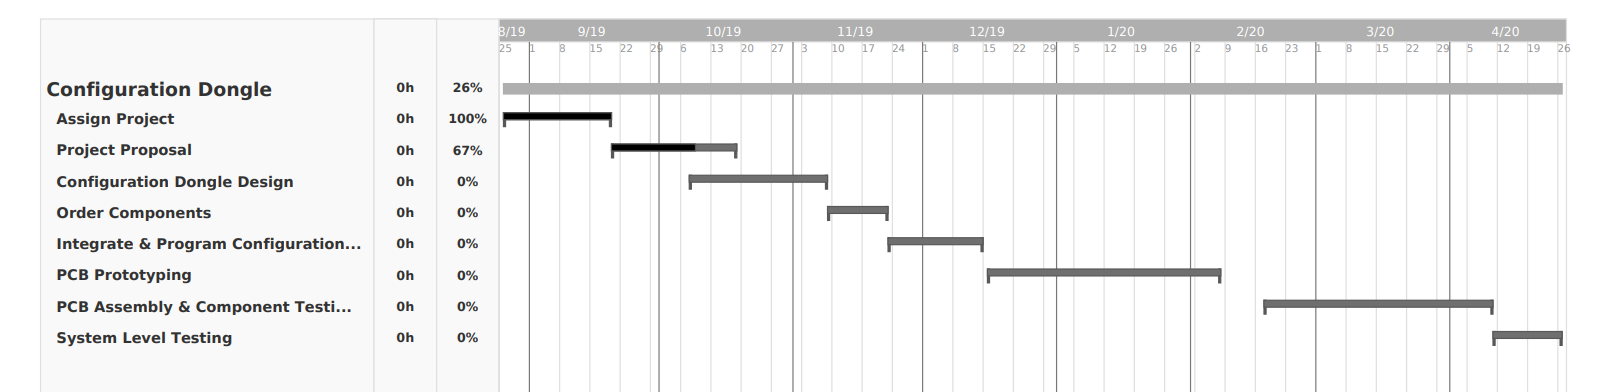 8/19 9/19 10/19 11/19 12/19 1/20 2/20 3/20 4/20
25 1 8 15 22 29 6 13 20 27 3 10 17 24 1 8 15 22 29 5 12 19 26 2 9 16 23 1 8 15 22 29 5 12 19 26
Configuration Dongle 0h 26%
Assign Project 0h 100%
Project Proposal 0h 67%
Configuration Dongle Design 0h 0%
Order Components 0h 0%
Integrate & Program Configuration... 0h 0%
PCB Prototyping 0h 0%
PCB Assembly & Component Testi... 0h 0%
System Level Testing 0h 0%